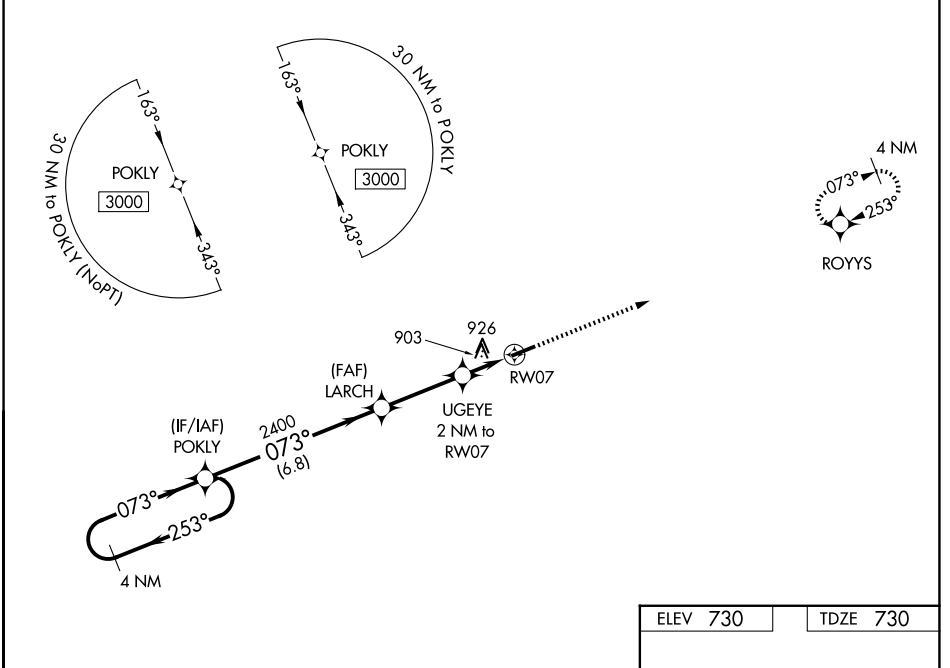 163°
30 NM to POKLY (NoPT)
POKLY
3000
343°
163°
30 NM to POKLY
POKLY
3000
343°
4 NM
073°
253°
ROYYS
926
903
RW07
(FAF)
LARCH
UGEYE
2 NM to
RW07
(IF/IAF)
POKLY
2400
073°
(6.8)
073°
253°
4 NM
ELEV 730
TDZE 730